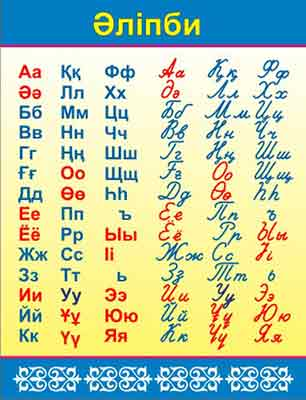 Әліпби
Аа Ққ Фф Аа Ққ Фф
Әә Лл Хх Әә Лл Хх
Бб Мм Цц Бб Мм Цц
Вв Нн Чч Вв Нн Чч
Гг Ңң Шш Гг Ңң Шш
Ғғ Оо Щщ Ғғ Оо Щщ
Дд Өө Һһ Дд Өө Һһ
Ее Пп ъ Ее Пп ъ
Ёё Рр Ыы Ёё Рр Ыы
Жж Сс Іі Жж Сс Іі
Зз Тт ь Зз Тт ь
Ии Уу Ээ Ии Уу Ээ
Йй Ұұ Юю Йй Ұұ Юю
Кк Үү Яя Кк Үү Яя